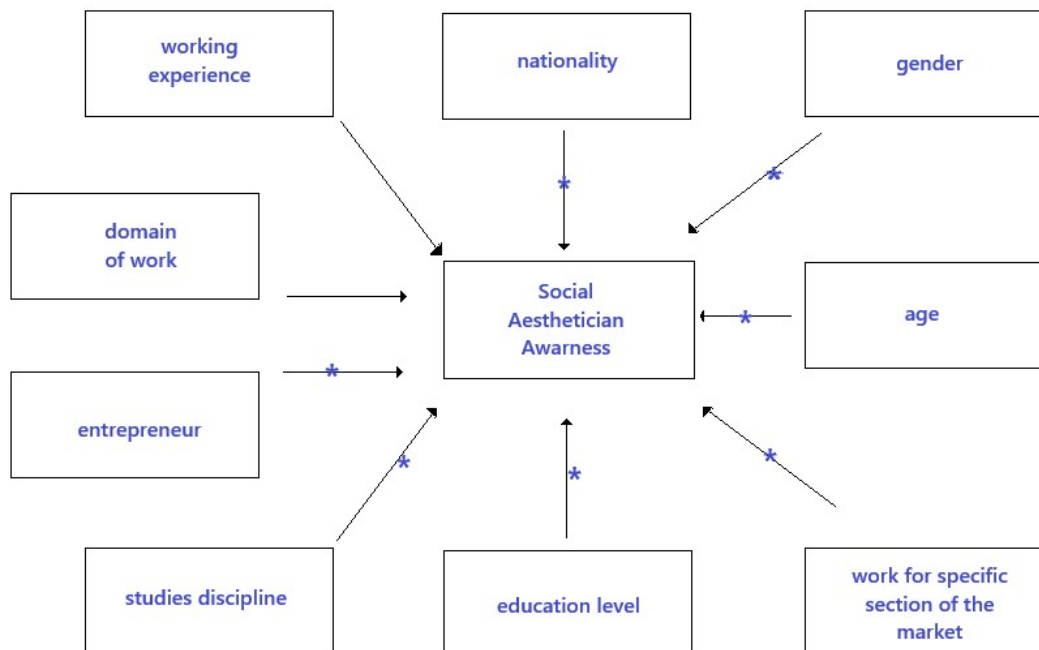 working
experience
nationality
gender
*
*
domain
of work
Social
Aesthetician
Awarness
age
*
entrepreneur
*
*
*
*
studies discipline
education level
work for specific
section of the
market